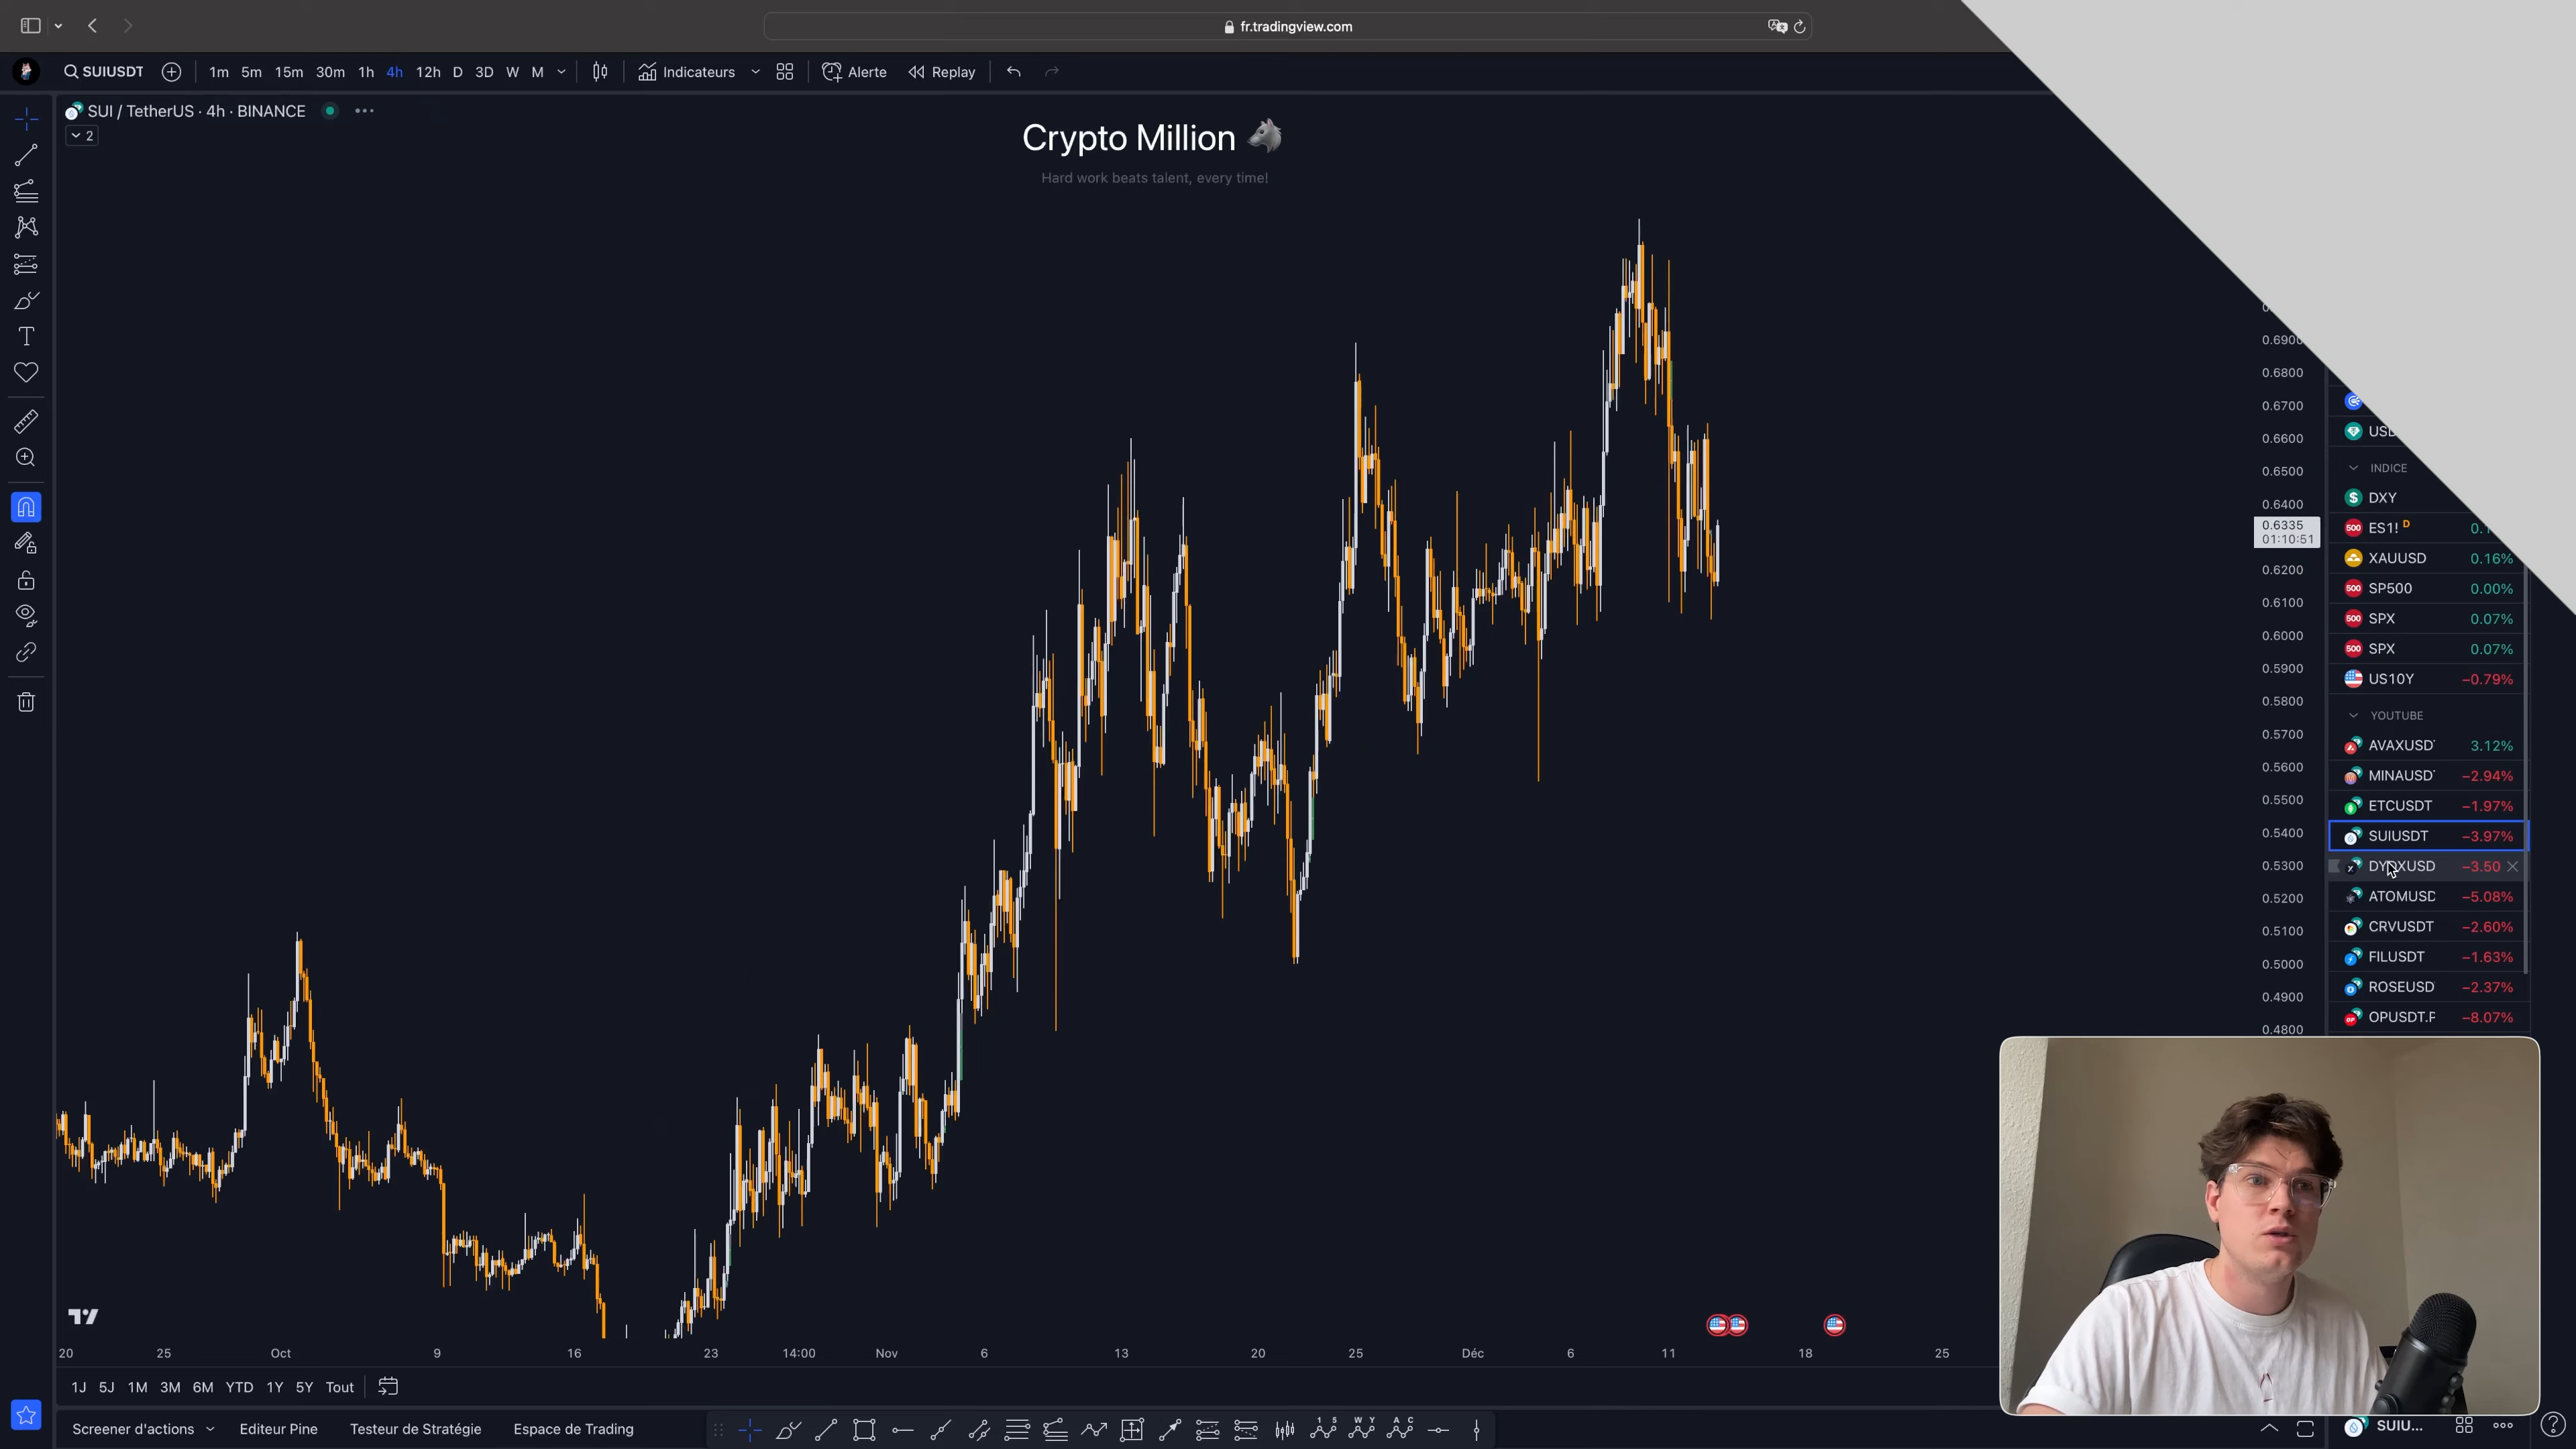 fr.tradingview.com
SUIUSDT 1m 5m 15m 30m 1h 4h 12h D 3D W M Indicateurs Alerte Replay
SUI / TetherUS · 4h · BINANCE
2
Crypto Million
Hard work beats talent, every time!
0.6900
0.6800
0.6700
0.6600
0.6500
0.6400
0.6335
01:10:51
0.6200
0.6100
0.6000
0.5900
0.5800
0.5700
0.5600
0.5500
0.5400
0.5300
0.5200
0.5100
0.5000
0.4900
0.4800
INDICE
DXY
ES1! D
XAUUSD 0.16%
SP500 0.00%
SPX 0.07%
SPX 0.07%
US10Y −0.79%
YOUTUBE
AVAXUSD 3.12%
MINAUSD −2.94%
ETCUSDT −1.97%
SUIUSDT −3.97%
DYDXUSD −3.50
ATOMUSD −5.08%
CRVUSDT −2.60%
FILUSDT −1.63%
ROSEUSD −2.37%
OPUSDT.P −8.07%
20 25 Oct 9 16 23 14:00 Nov 6 13 20 25 Déc 6 11 18 25
1J 5J 1M 3M 6M YTD 1Y 5Y Tout
Screener d'actions Editeur Pine Testeur de Stratégie Espace de Trading
SUIU...